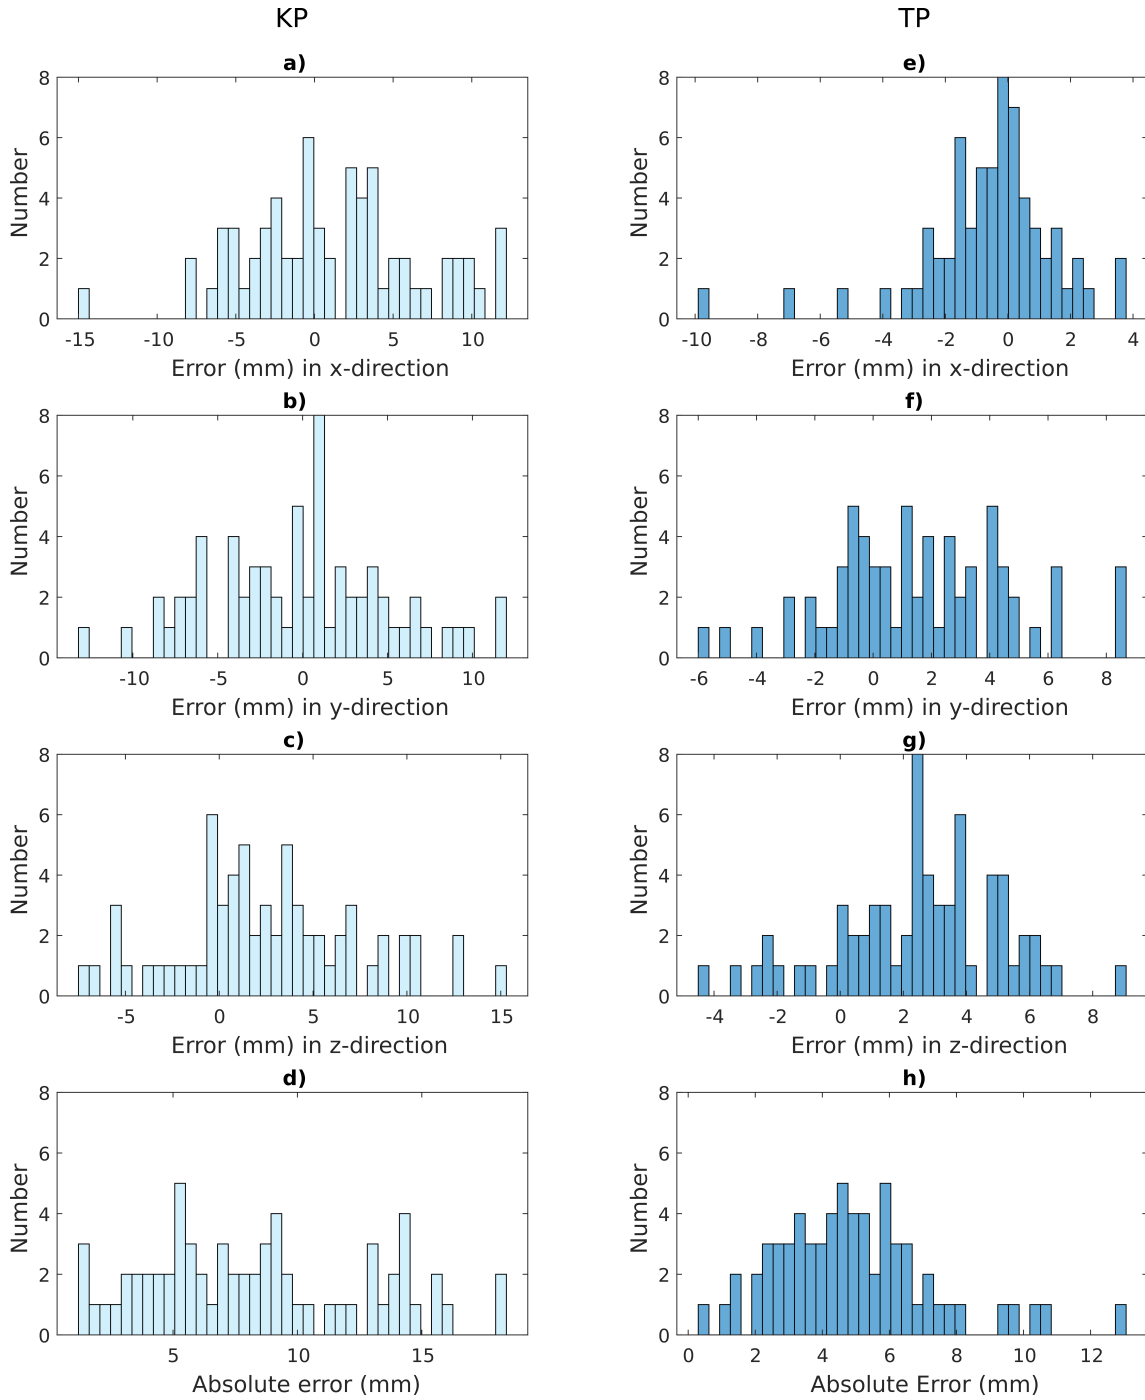 KP
TP
a)
8
6
4
2
0
Number
-15 -10 -5 0 5 10
Error (mm) in x-direction
e)
8
6
4
2
0
Number
-10 -8 -6 -4 -2 0 2 4
Error (mm) in x-direction
b)
8
6
4
2
0
Number
-10 -5 0 5 10
Error (mm) in y-direction
f)
8
6
4
2
0
Number
-6 -4 -2 0 2 4 6 8
Error (mm) in y-direction
c)
8
6
4
2
0
Number
-5 0 5 10 15
Error (mm) in z-direction
g)
8
6
4
2
0
Number
-4 -2 0 2 4 6 8
Error (mm) in z-direction
d)
8
6
4
2
0
Number
5 10 15
Absolute error (mm)
h)
8
6
4
2
0
Number
0 2 4 6 8 10 12
Absolute Error (mm)